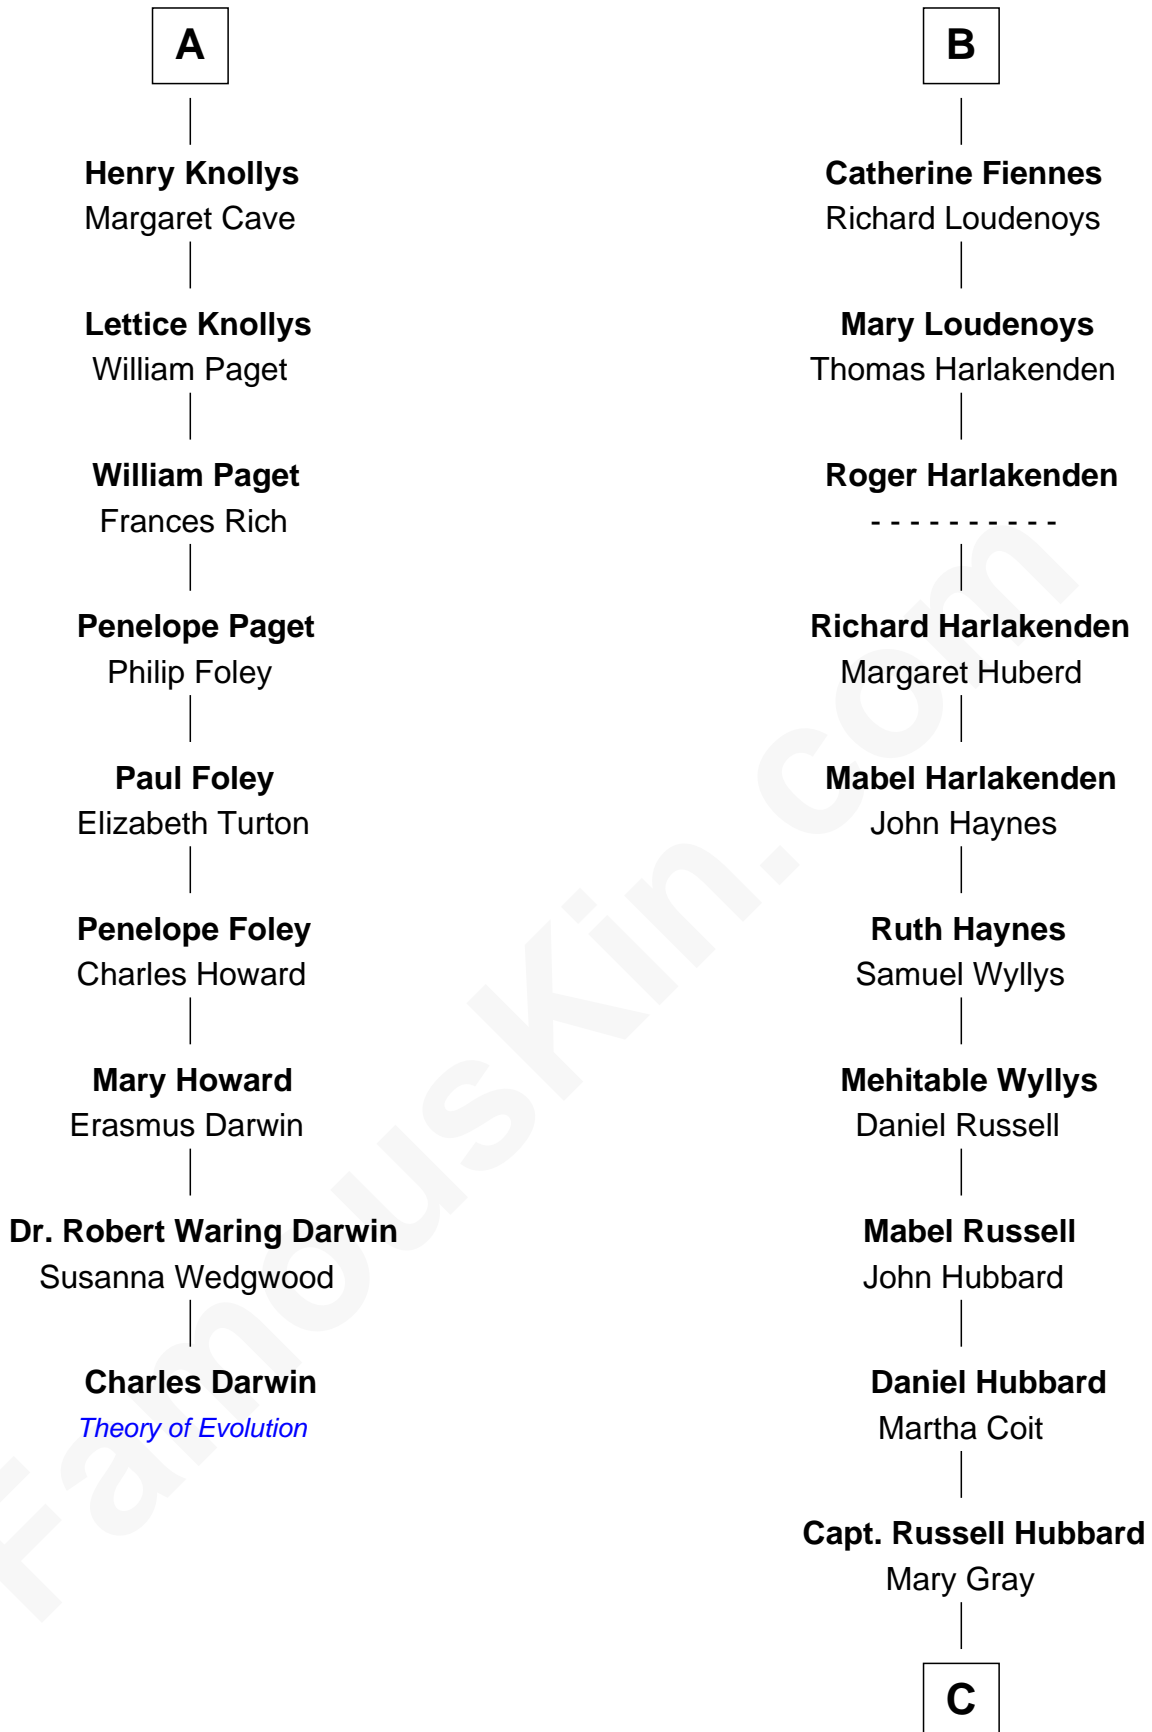 A
Henry Knollys
Margaret Cave
Lettice Knollys
William Paget
William Paget
Frances Rich
Penelope Paget
Philip Foley
Paul Foley
Elizabeth Turton
Penelope Foley
Charles Howard
Mary Howard
Erasmus Darwin
Dr. Robert Waring Darwin
Susanna Wedgwood
Charles Darwin
Theory of Evolution
B
Catherine Fiennes
Richard Loudenoys
Mary Loudenoys
Thomas Harlakenden
Roger Harlakenden
- - - - - - - - - -
Richard Harlakenden
Margaret Huberd
Mabel Harlakenden
John Haynes
Ruth Haynes
Samuel Wyllys
Mehitable Wyllys
Daniel Russell
Mabel Russell
John Hubbard
Daniel Hubbard
Martha Coit
Capt. Russell Hubbard
Mary Gray
C
FamousKin.com